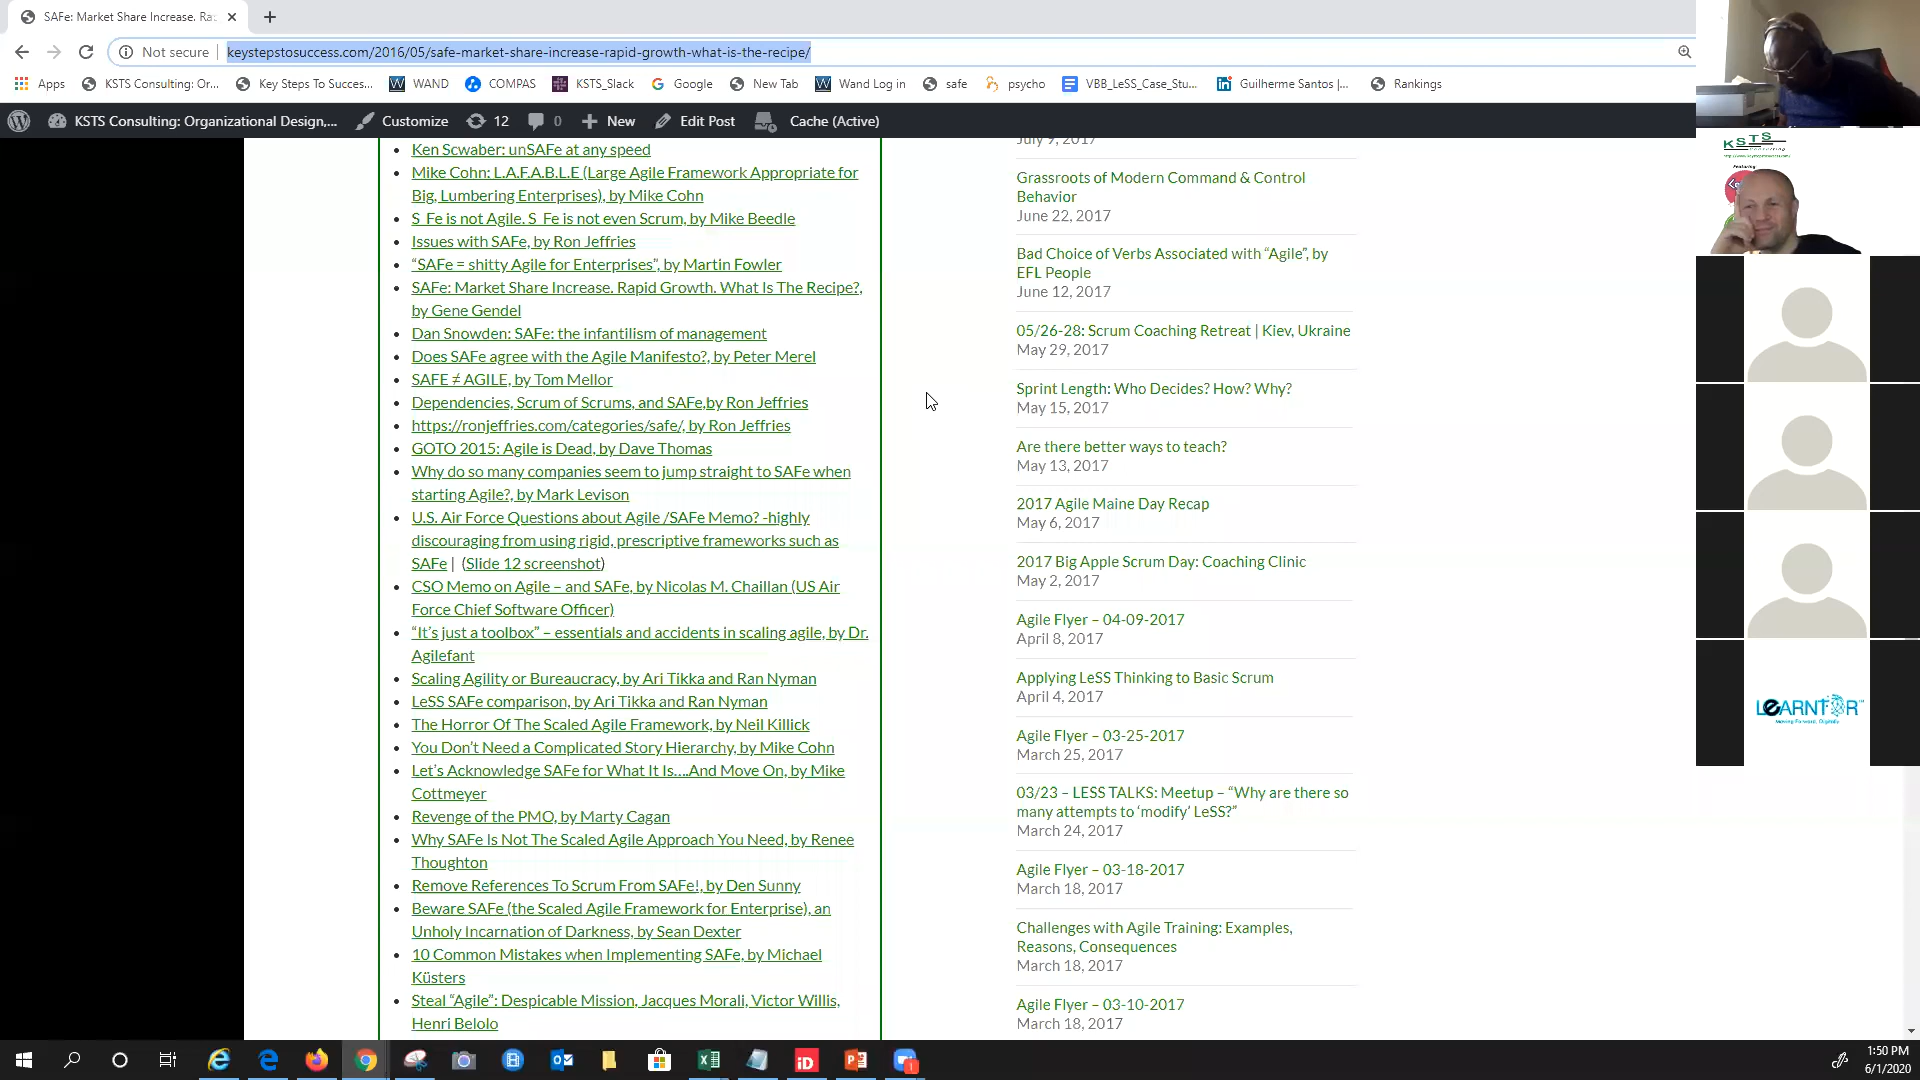 SAFe: Market Share Increase. Ra
Not secure
keystepstosuccess.com/2016/05/safe-market-share-increase-rapid-growth-what-is-the-recipe/
Apps
KSTS Consulting: Or...
Key Steps To Succes...
WAND
COMPAS
KSTS_Slack
Google
New Tab
Wand Log in
safe
psycho
VBB_LeSS_Case_Stu...
Guilherme Santos |...
Rankings
KSTS Consulting: Organizational Design,...
Customize
12
0
New
Edit Post
Cache (Active)
Ken Scwaber: unSAFe at any speed
Mike Cohn: L.A.F.A.B.L.E (Large Agile Framework Appropriate for
Big, Lumbering Enterprises), by Mike Cohn
S_Fe is not Agile. S_Fe is not even Scrum, by Mike Beedle
Issues with SAFe, by Ron Jeffries
“SAFe = shitty Agile for Enterprises”, by Martin Fowler
SAFe: Market Share Increase. Rapid Growth. What Is The Recipe?,
by Gene Gendel
Dan Snowden: SAFe: the infantilism of management
Does SAFe agree with the Agile Manifesto?, by Peter Merel
SAFE ≠ AGILE, by Tom Mellor
Dependencies, Scrum of Scrums, and SAFe,by Ron Jeffries
https://ronjeffries.com/categories/safe/, by Ron Jeffries
GOTO 2015: Agile is Dead, by Dave Thomas
Why do so many companies seem to jump straight to SAFe when
starting Agile?, by Mark Levison
U.S. Air Force Questions about Agile /SAFe Memo? -highly
discouraging from using rigid, prescriptive frameworks such as
SAFe | (Slide 12 screenshot)
CSO Memo on Agile – and SAFe, by Nicolas M. Chaillan (US Air
Force Chief Software Officer)
“It’s just a toolbox” – essentials and accidents in scaling agile, by Dr.
Agilefant
Scaling Agility or Bureaucracy, by Ari Tikka and Ran Nyman
LeSS SAFe comparison, by Ari Tikka and Ran Nyman
The Horror Of The Scaled Agile Framework, by Neil Killick
You Don’t Need a Complicated Story Hierarchy, by Mike Cohn
Let’s Acknowledge SAFe for What It Is….And Move On, by Mike
Cottmeyer
Revenge of the PMO, by Marty Cagan
Why SAFe Is Not The Scaled Agile Approach You Need, by Renee
Thoughton
Remove References To Scrum From SAFe!, by Den Sunny
Beware SAFe (the Scaled Agile Framework for Enterprise), an
Unholy Incarnation of Darkness, by Sean Dexter
10 Common Mistakes when Implementing SAFe, by Michael
Küsters
Steal “Agile”: Despicable Mission, Jacques Morali, Victor Willis,
Henri Belolo
July 9, 2017
Grassroots of Modern Command & Control
Behavior
June 22, 2017
Bad Choice of Verbs Associated with “Agile”, by
EFL People
June 12, 2017
05/26-28: Scrum Coaching Retreat | Kiev, Ukraine
May 29, 2017
Sprint Length: Who Decides? How? Why?
May 15, 2017
Are there better ways to teach?
May 13, 2017
2017 Agile Maine Day Recap
May 6, 2017
2017 Big Apple Scrum Day: Coaching Clinic
May 2, 2017
Agile Flyer – 04-09-2017
April 8, 2017
Applying LeSS Thinking to Basic Scrum
April 4, 2017
Agile Flyer – 03-25-2017
March 25, 2017
03/23 – LESS TALKS: Meetup – “Why are there so
many attempts to ‘modify’ LeSS?”
March 24, 2017
Agile Flyer – 03-18-2017
March 18, 2017
Challenges with Agile Training: Examples,
Reasons, Consequences
March 18, 2017
Agile Flyer – 03-10-2017
March 18, 2017
KSTS
Featuring:
LEARNTOR
Moving Forward. Digitally.
iD
1:50 PM
6/1/2020